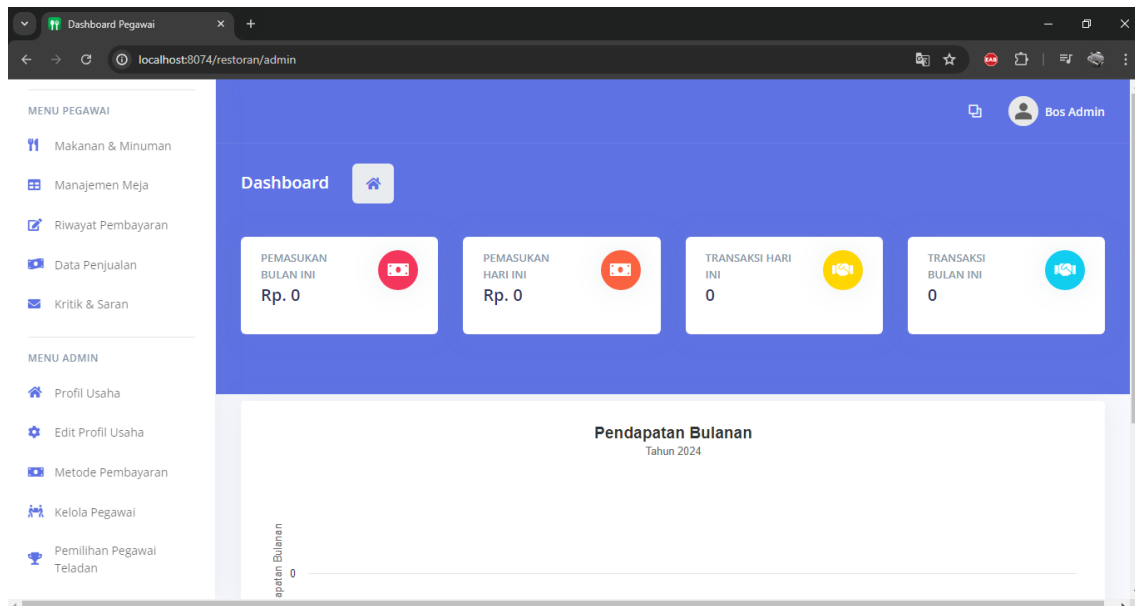 Dashboard Pegawai
localhost:8074/restoran/admin
EAB
MENU PEGAWAI
Makanan & Minuman
Manajemen Meja
Riwayat Pembayaran
Data Penjualan
Kritik & Saran
MENU ADMIN
Profil Usaha
Edit Profil Usaha
Metode Pembayaran
Kelola Pegawai
Pemilihan Pegawai
Teladan
Bos Admin
Dashboard
PEMASUKAN
BULAN INI
Rp. 0
PEMASUKAN
HARI INI
Rp. 0
TRANSAKSI HARI
INI
0
TRANSAKSI
BULAN INI
0
Pendapatan Bulanan
Tahun 2024
apatan Bulanan
0